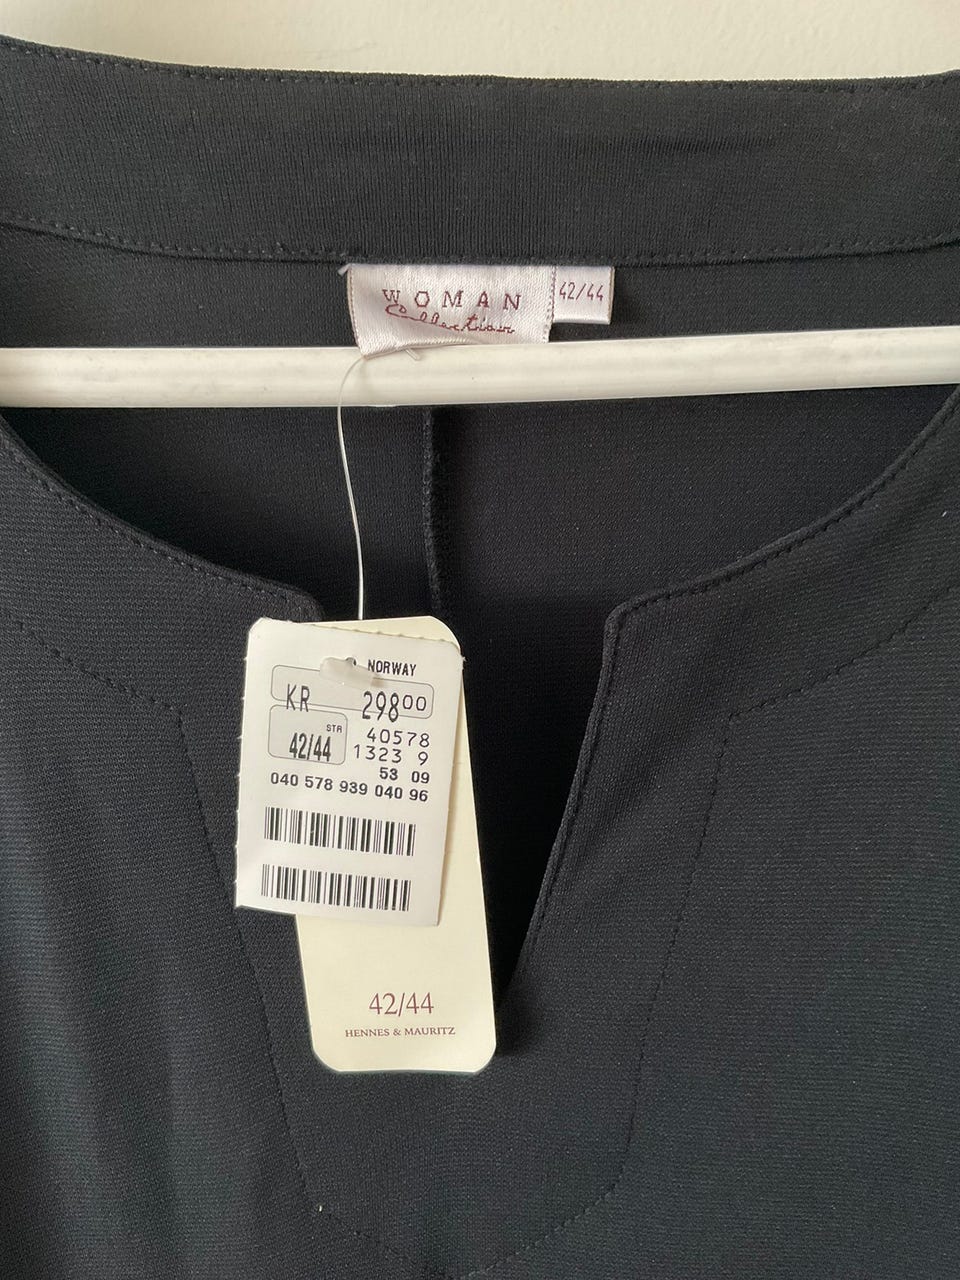 WOMAN
Collection
42/44
NORWAY
KR 298 00
STR
42/44
40578
1323 9
53 09
040 578 939 040 96
42/44
HENNES & MAURITZ